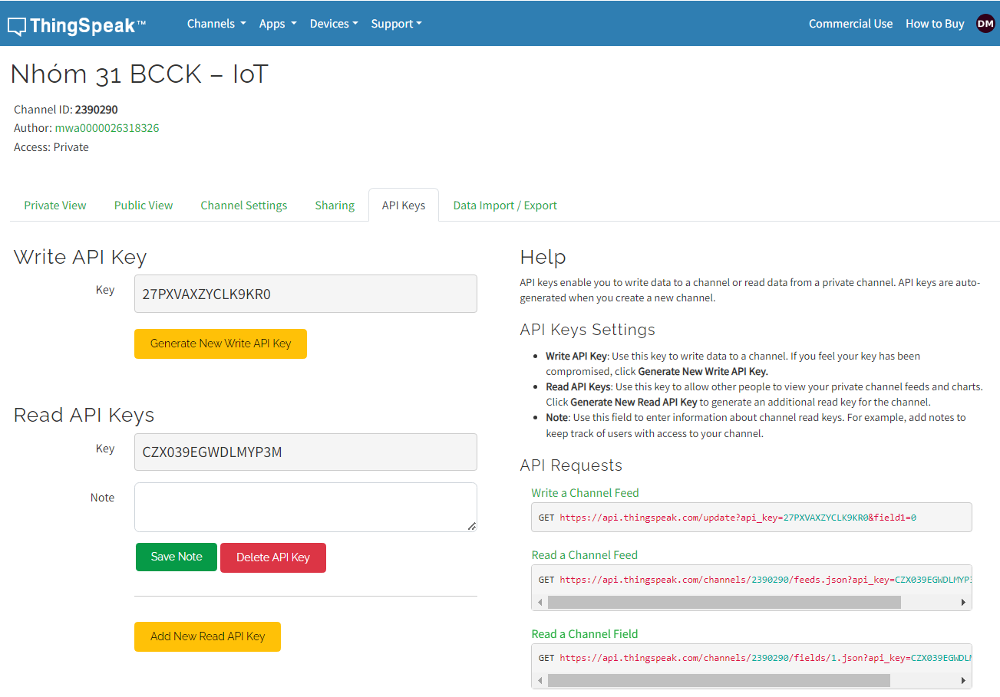 ThingSpeak™ Channels Apps Devices Support Commercial Use How to Buy DM
Nhóm 31 BCCK – IoT
Channel ID: 2390290
Author: mwa0000026318326
Access: Private
Private View Public View Channel Settings Sharing API Keys Data Import / Export
Write API Key
Key 27PXVAXZYCLK9KR0
Generate New Write API Key
Read API Keys
Key CZX039EGWDLMYP3M
Note
Save Note Delete API Key
Add New Read API Key
Help
API keys enable you to write data to a channel or read data from a private channel. API keys are auto-
generated when you create a new channel.
API Keys Settings
• Write API Key: Use this key to write data to a channel. If you feel your key has been
compromised, click Generate New Write API Key.
• Read API Keys: Use this key to allow other people to view your private channel feeds and charts.
Click Generate New Read API Key to generate an additional read key for the channel.
• Note: Use this field to enter information about channel read keys. For example, add notes to
keep track of users with access to your channel.
API Requests
Write a Channel Feed
GET https://api.thingspeak.com/update?api_key=27PXVAXZYCLK9KR0&field1=0
Read a Channel Feed
GET https://api.thingspeak.com/channels/2390290/feeds.json?api_key=CZX039EGWDLMYP3
Read a Channel Field
GET https://api.thingspeak.com/channels/2390290/fields/1.json?api_key=CZX039EGWDLM